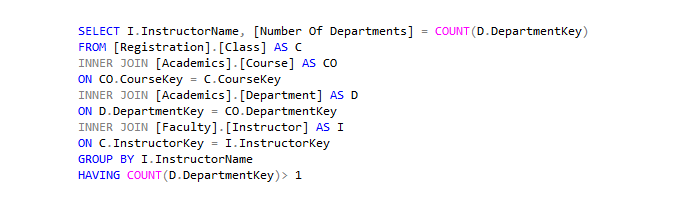 SELECT I.InstructorName, [Number Of Departments] = COUNT(D.DepartmentKey)
FROM [Registration].[Class] AS C
INNER JOIN [Academics].[Course] AS CO
ON CO.CourseKey = C.CourseKey
INNER JOIN [Academics].[Department] AS D
ON D.DepartmentKey = CO.DepartmentKey
INNER JOIN [Faculty].[Instructor] AS I
ON C.InstructorKey = I.InstructorKey
GROUP BY I.InstructorName
HAVING COUNT(D.DepartmentKey)> 1